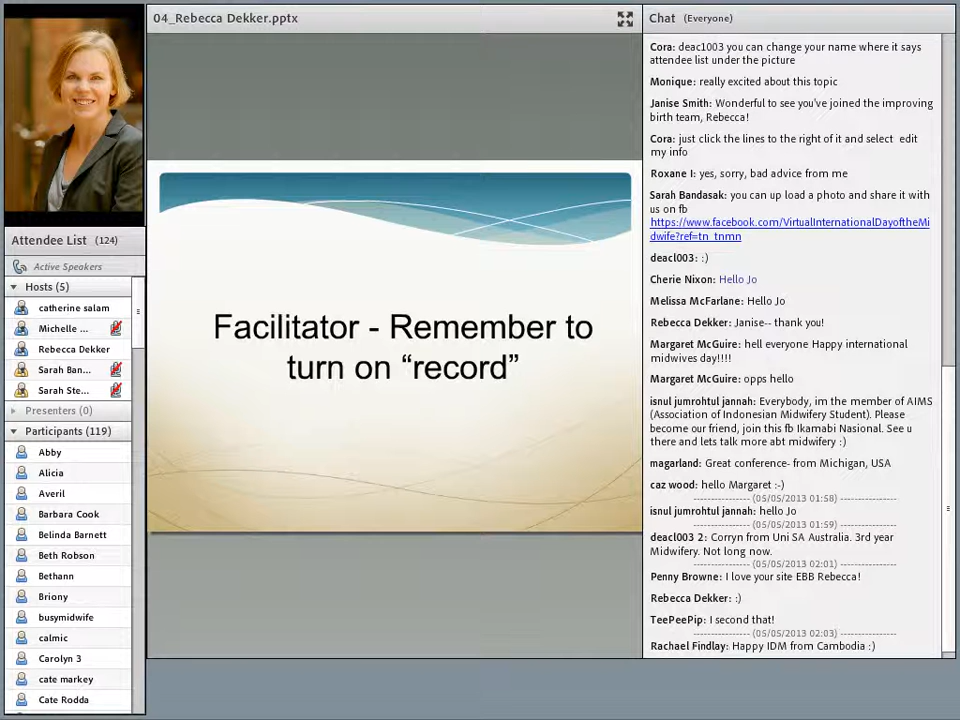 04_Rebecca Dekker.pptx
Attendee List (124)
Active Speakers
Hosts (5)
catherine salam
Michelle ...
Rebecca Dekker
Sarah Ban...
Sarah Ste...
Presenters (0)
Participants (119)
Abby
Alicia
Averil
Barbara Cook
Belinda Barnett
Beth Robson
Bethann
Briony
busymidwife
calmic
Carolyn 3
cate markey
Cate Rodda
Facilitator - Remember to
turn on “record”
Chat (Everyone)
Cora: deac1003 you can change your name where it says
attendee list under the picture
Monique: really excited about this topic
Janise Smith: Wonderful to see you've joined the improving
birth team, Rebecca!
Cora: just click the lines to the right of it and select edit
my info
Roxane I: yes, sorry, bad advice from me
Sarah Bandasak: you can up load a photo and share it with
us on fb
https://www.facebook.com/VirtualInternationalDayoftheMi
dwife?ref=tn_tnmn
deacl003: :)
Cherie Nixon: Hello Jo
Melissa McFarlane: Hello Jo
Rebecca Dekker: Janise-- thank you!
Margaret McGuire: hell everyone Happy international
midwives day!!!!
Margaret McGuire: opps hello
isnul jumrohtul jannah: Everybody, im the member of AIMS
(Association of Indonesian Midwifery Student). Please
become our friend, join this fb Ikamabi Nasional. See u
there and lets talk more abt midwifery :)
magarland: Great conference- from Michigan, USA
caz wood: hello Margaret :-)
---------------- (05/05/2013 01:58) ----------------
isnul jumrohtul jannah: hello Jo
---------------- (05/05/2013 01:59) ----------------
deacl003 2: Corryn from Uni SA Australia. 3rd year
Midwifery. Not long now.
---------------- (05/05/2013 02:01) ----------------
Penny Browne: I love your site EBB Rebecca!
Rebecca Dekker: :)
TeePeePip: I second that!
---------------- (05/05/2013 02:03) ----------------
Rachael Findlay: Happy IDM from Cambodia :)